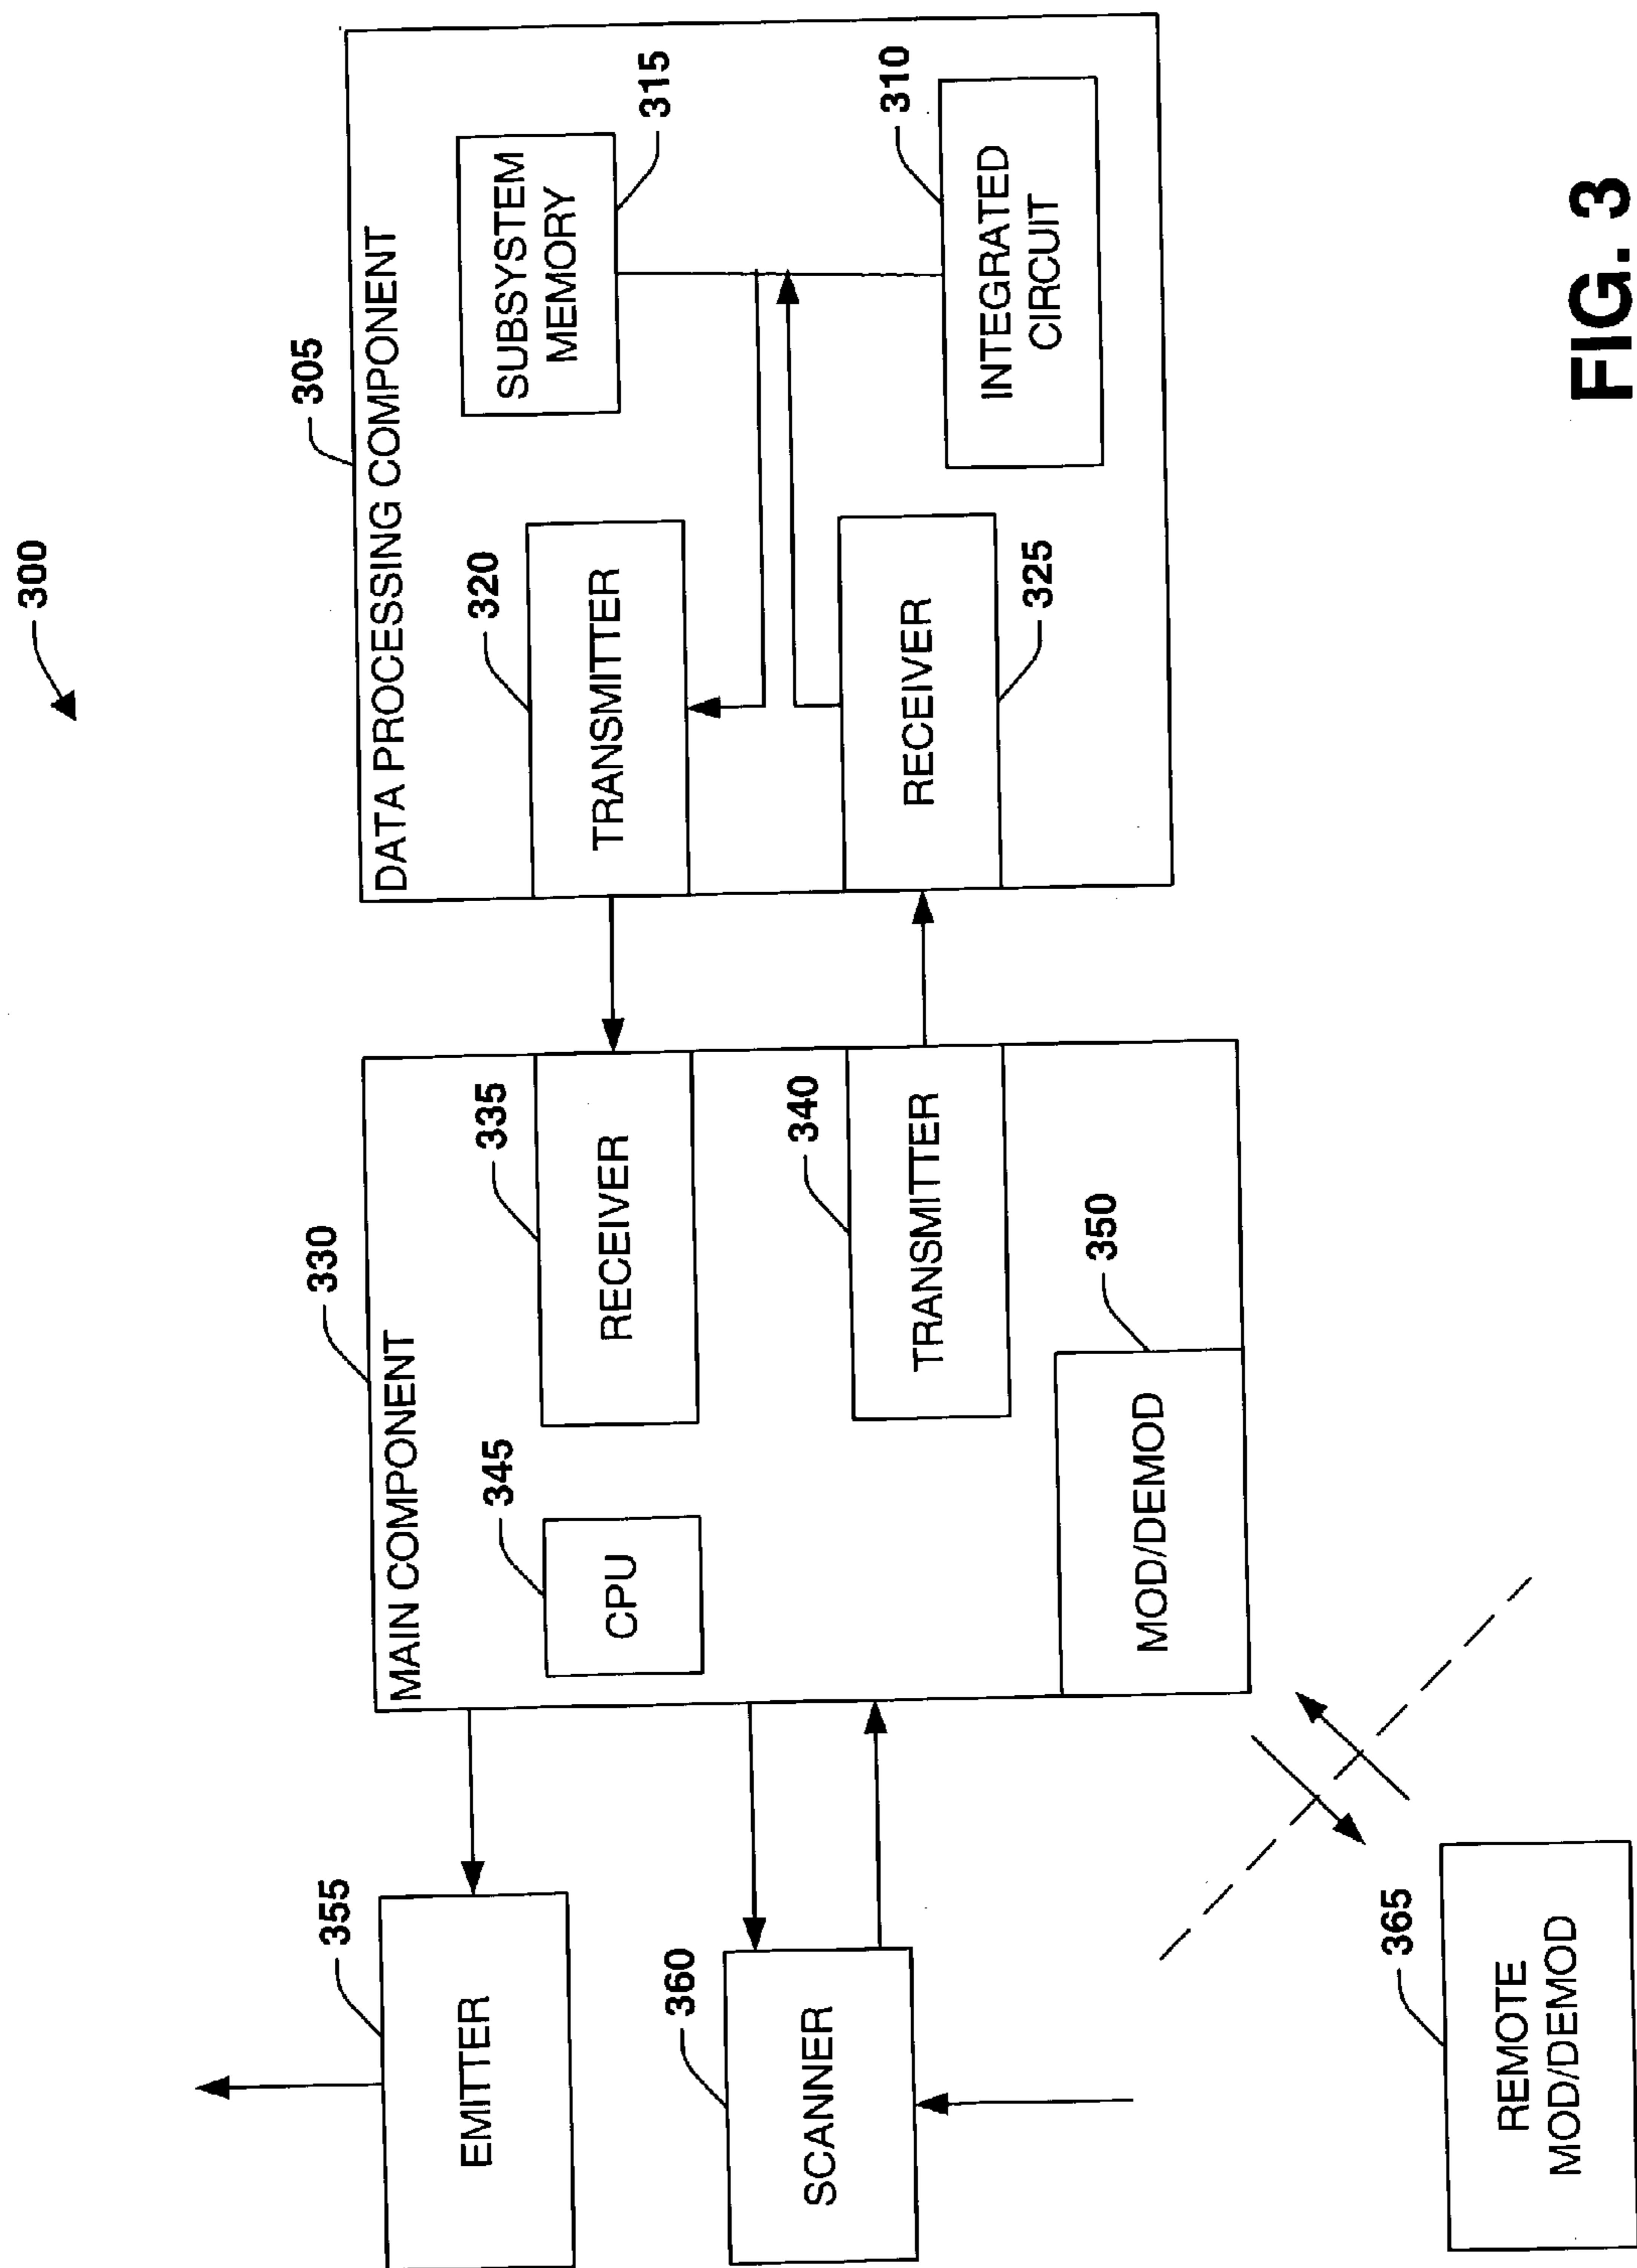 300
305
DATA PROCESSING COMPONENT
SUBSYSTEM
MEMORY
315
320
TRANSMITTER
310
INTEGRATED
CIRCUIT
RECEIVER
325
330
MAIN COMPONENT
335
RECEIVER
345
CPU
340
TRANSMITTER
350
MOD/DEMOD
355
EMITTER
360
SCANNER
365
REMOTE
MOD/DEMOD
FIG. 3